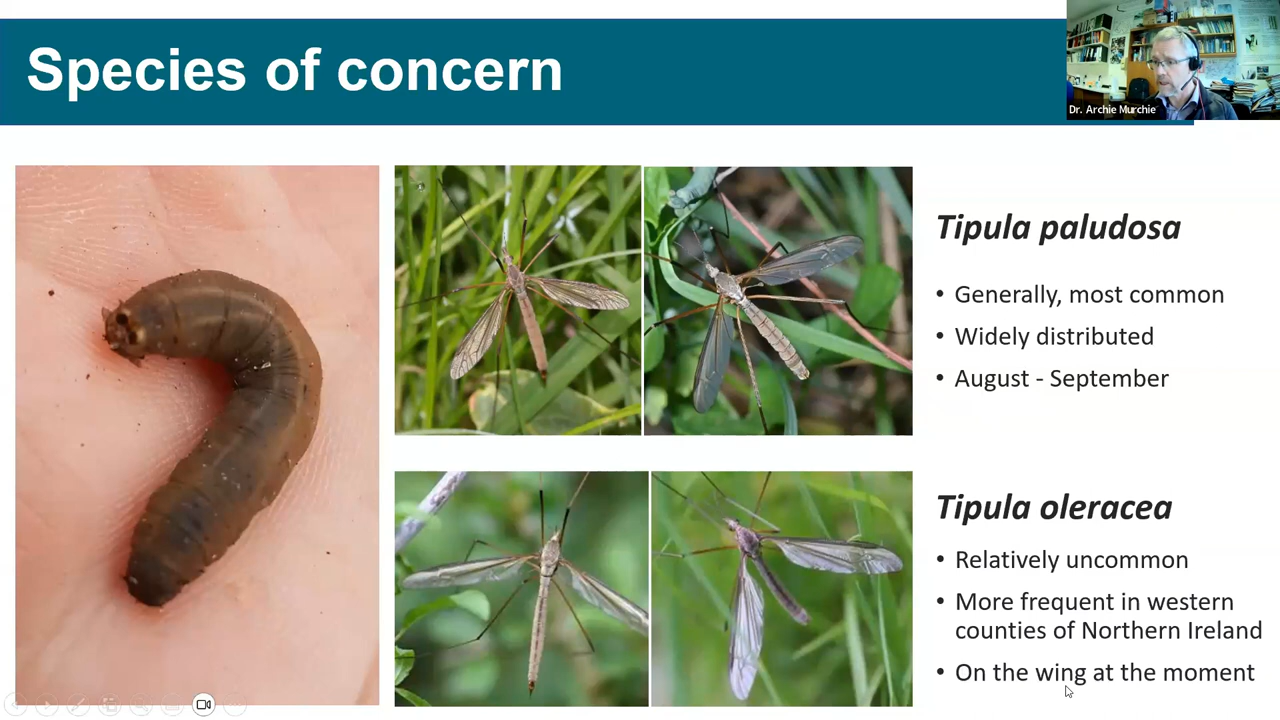 Species of concern
Dr. Archie Murchie
Tipula paludosa
• Generally, most common
• Widely distributed
• August - September
Tipula oleracea
• Relatively uncommon
• More frequent in western
counties of Northern Ireland
• On the wing at the moment